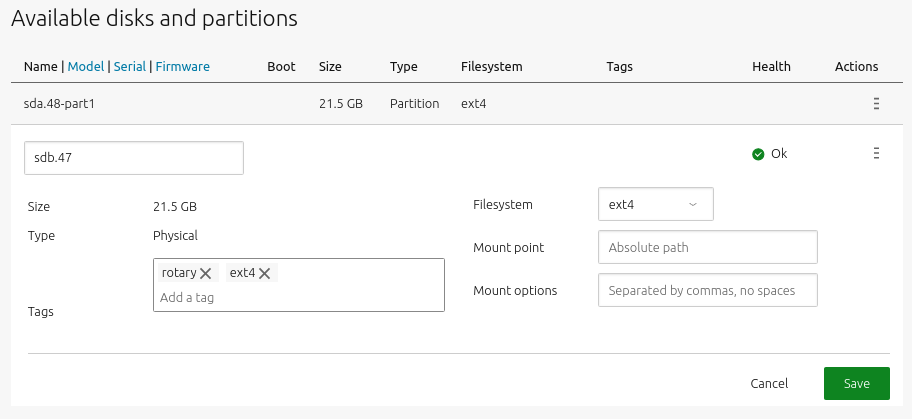 Available disks and partitions
Name | Model | Serial | Firmware Boot Size Type Filesystem Tags Health Actions
sda.48-part1 21.5 GB Partition ext4
sdb.47 Ok
Size 21.5 GB
Type Physical
Tags rotary ext4
Add a tag
Filesystem ext4
Mount point Absolute path
Mount options Separated by commas, no spaces
Cancel Save